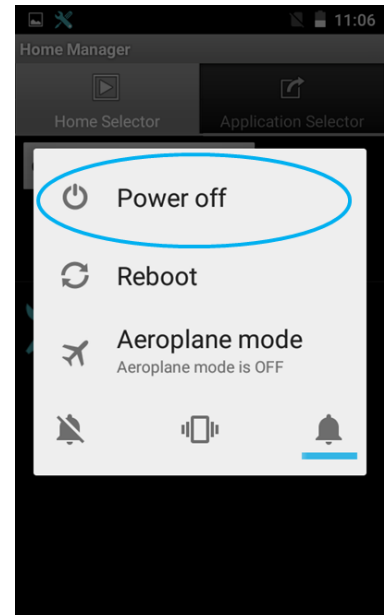 11:06
Home Manager
Home Selector
Application Selector
Power off
Reboot
Aeroplane mode
Aeroplane mode is OFF